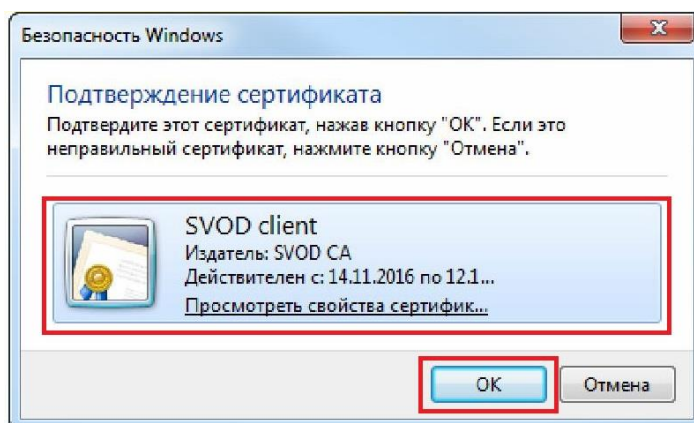 Безопасность Windows
Подтверждение сертификата
Подтвердите этот сертификат, нажав кнопку "ОК". Если это
неправильный сертификат, нажмите кнопку "Отмена".
SVOD client
Издатель: SVOD CA
Действителен с: 14.11.2016 по 12.1...
Просмотреть свойства сертифик...
ОК
Отмена